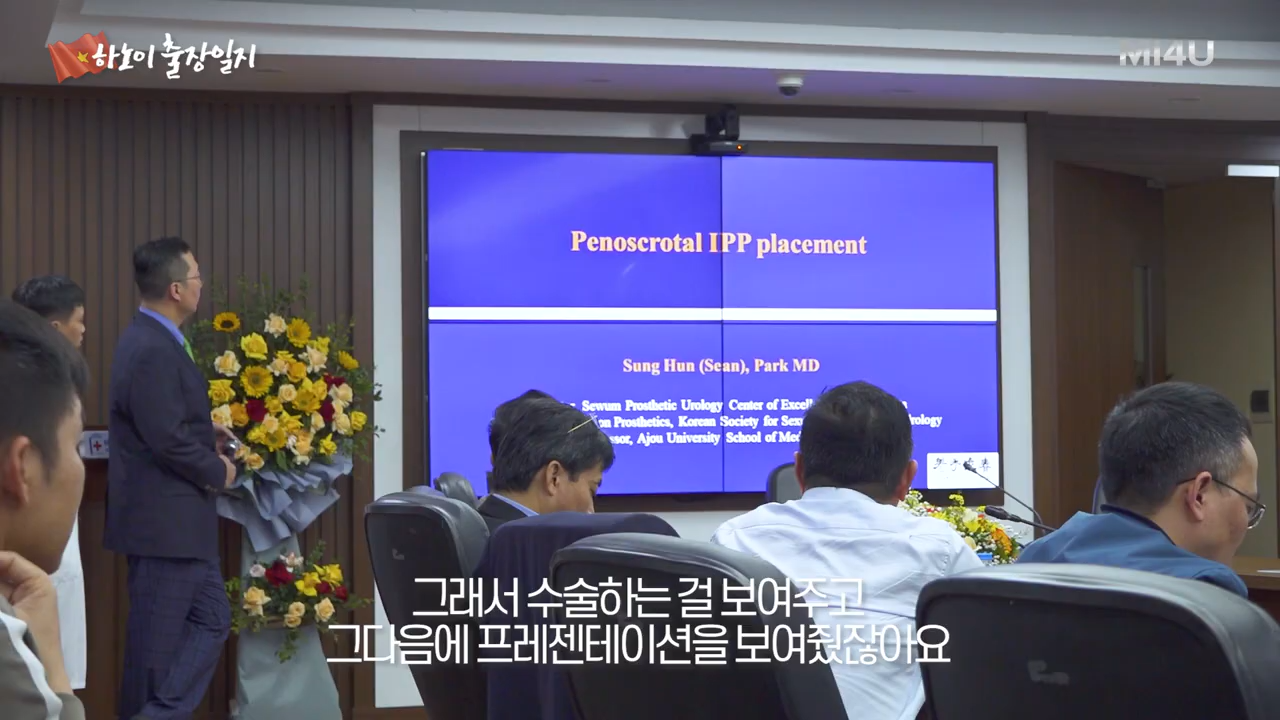 하노이 출장일지
MI4U
Penoscrotal IPP placement
Sung Hun (Sean), Park MD
Sewum Prosthetic Urology Center of
Prosthetics, Korean Society for
Ajou University School of
그래서 수술하는 걸 보여주고
그다음에 프레젠테이션을 보여줬잖아요